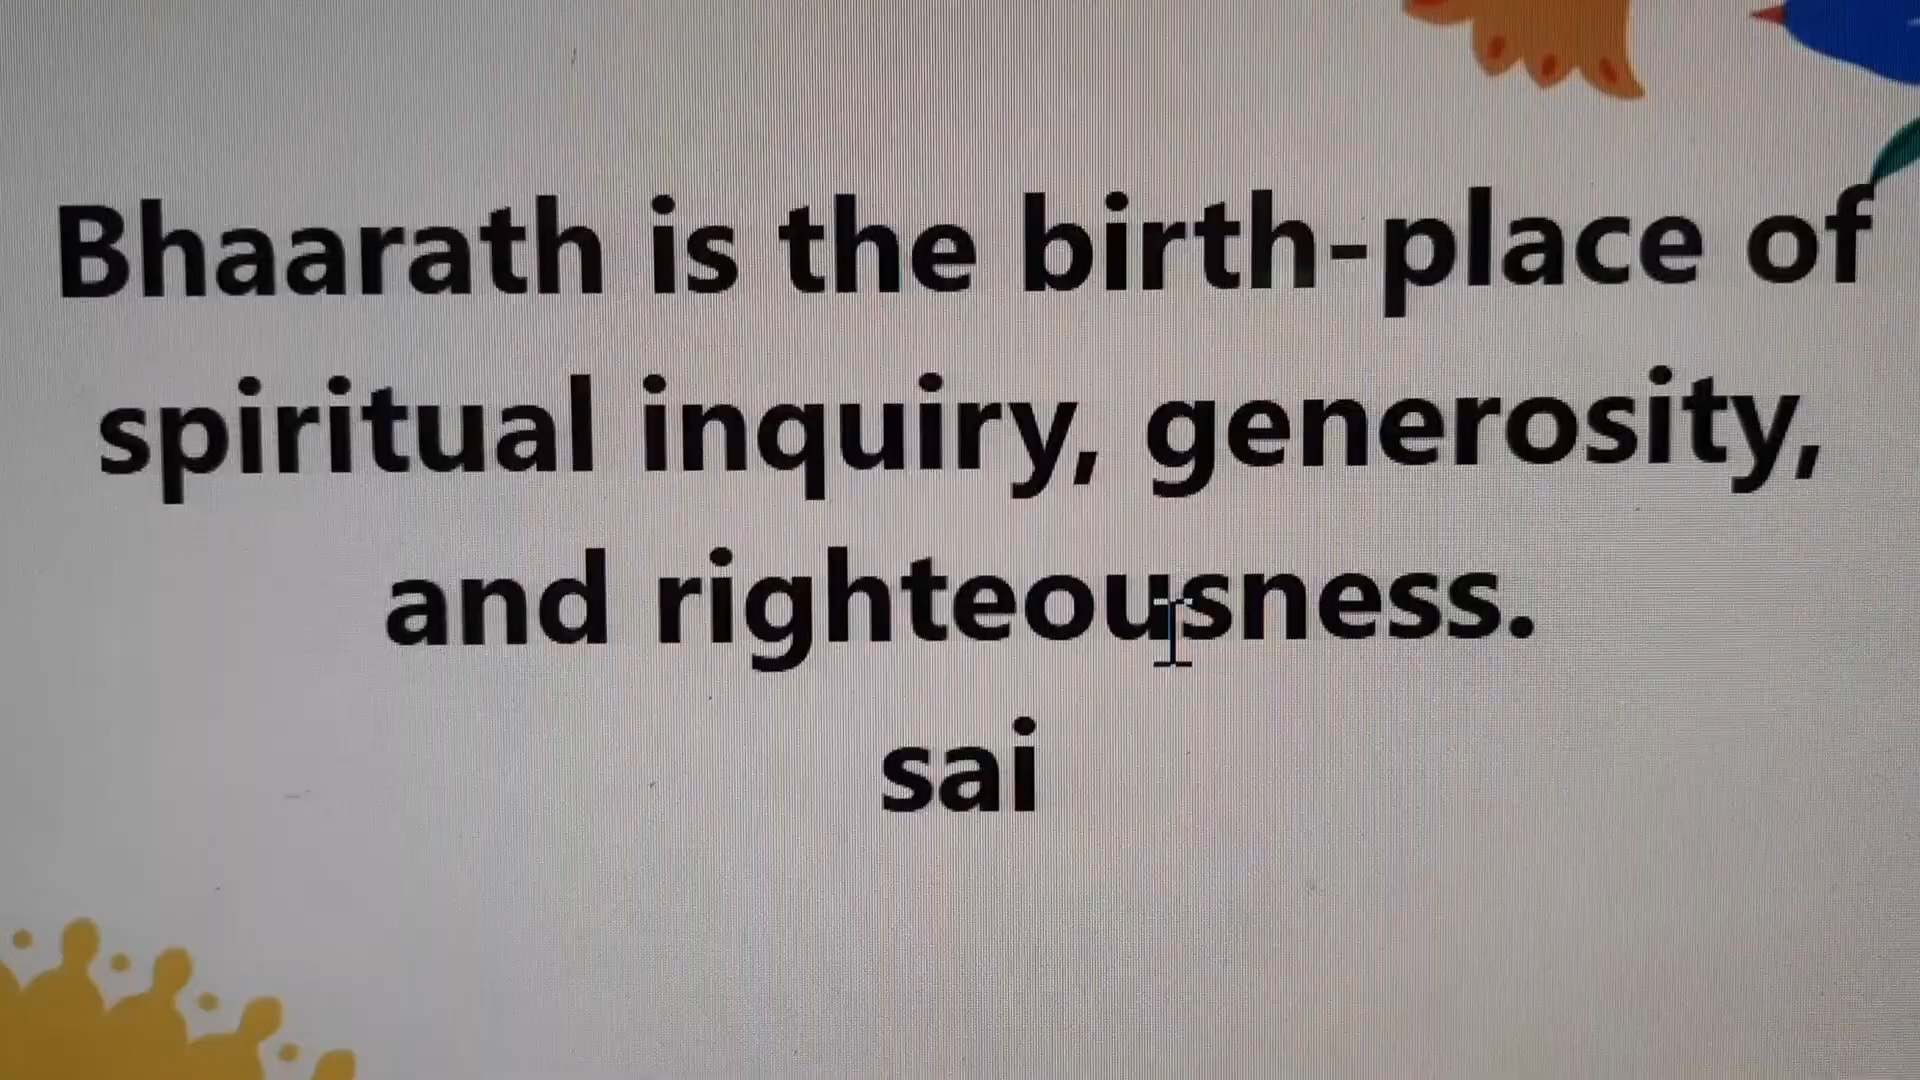 Bhaarath is the birth-place of
spiritual inquiry, generosity,
and righteousness.
sai